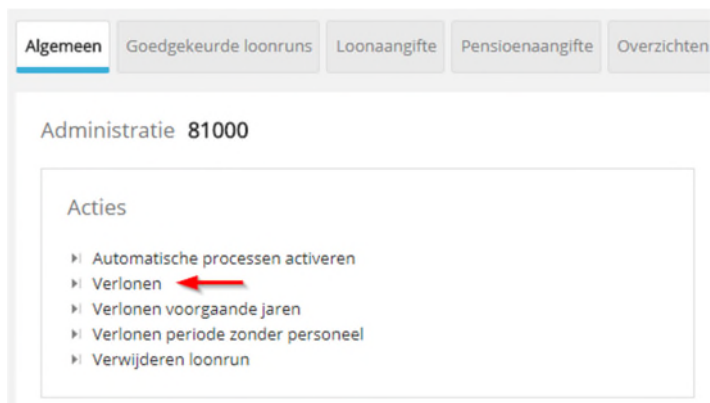 Algemeen Goedgekeurde loonruns Loonaangifte Pensioenaangifte Overzichten
Administratie 81000
Acties
Automatische processen activeren
Verlonen
Verlonen voorgaande jaren
Verlonen periode zonder personeel
Verwijderen loonrun